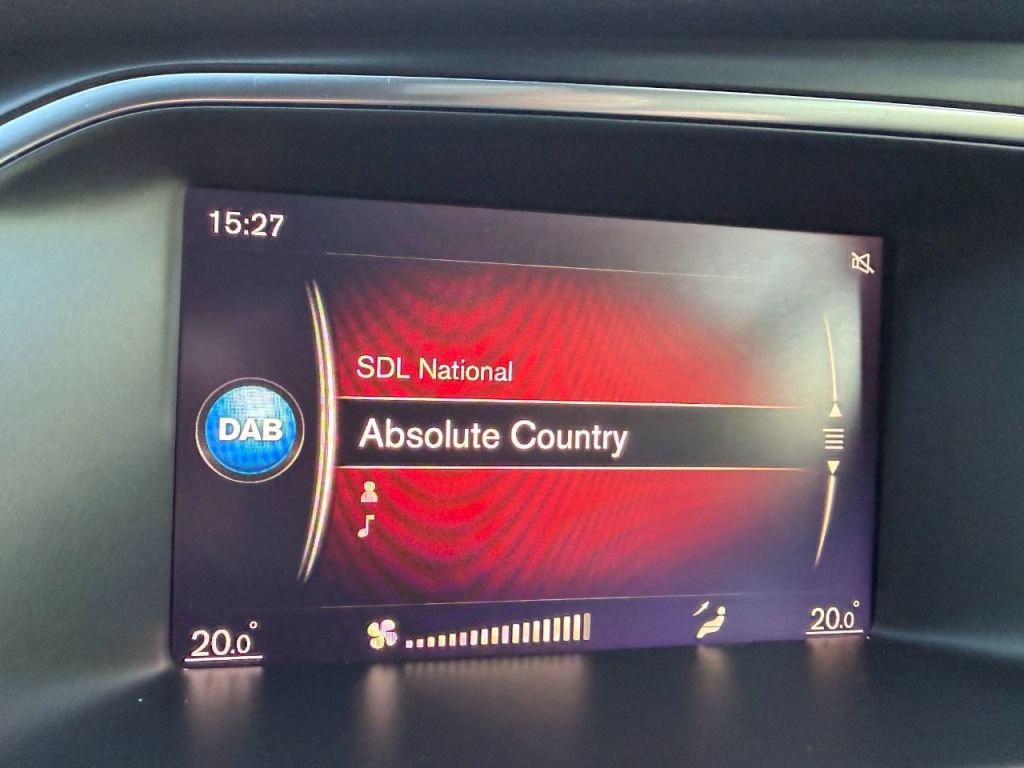 15:27
SDL National
DAB
Absolute Country
20.0°
20.0°